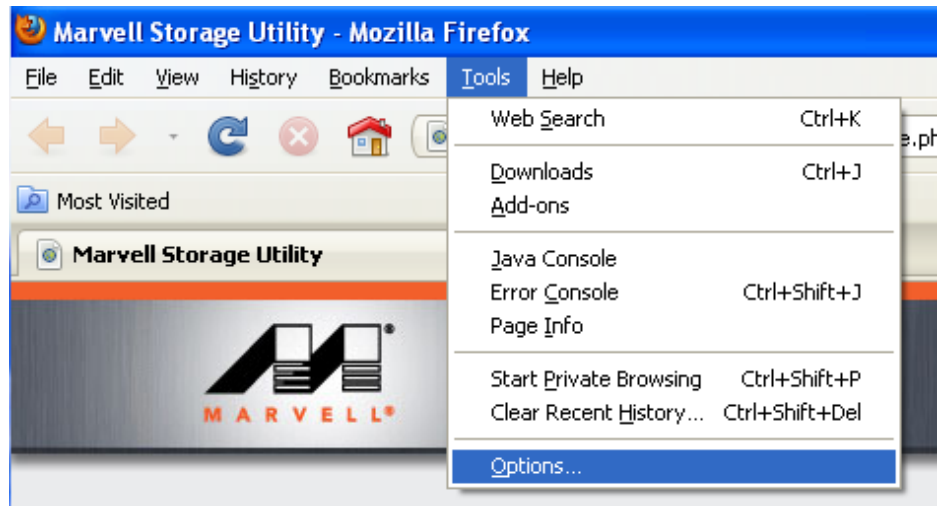 Marvell Storage Utility - Mozilla Firefox
File Edit View History Bookmarks Tools Help
Web Search Ctrl+K
e.ph
Downloads Ctrl+J
Most Visited
Add-ons
Marvell Storage Utility
Java Console
Error Console Ctrl+Shift+J
Page Info
Start Private Browsing Ctrl+Shift+P
Clear Recent History... Ctrl+Shift+Del
MARVELL®
Options...